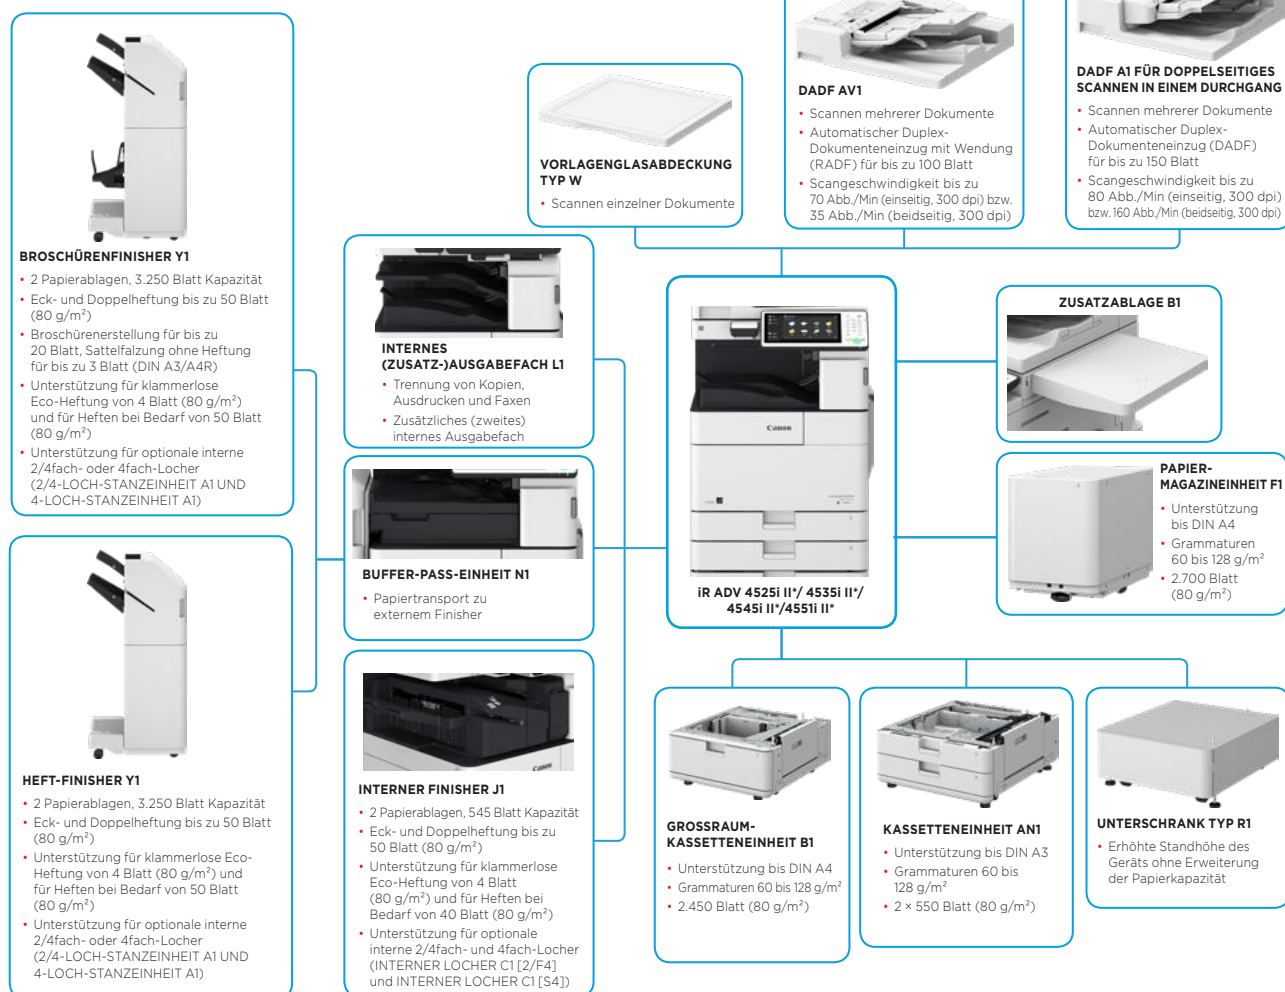 BROSCHÜRENFINISHER Y1
• 2 Papierablagen, 3.250 Blatt Kapazität
• Eck- und Doppelheftung bis zu 50 Blatt
(80 g/m²)
• Broschürenerstellung für bis zu
20 Blatt, Sattelfalzung ohne Heftung
für bis zu 3 Blatt (DIN A3/A4R)
• Unterstützung für klammerlose
Eco-Heftung von 4 Blatt (80 g/m²)
und für Heften bei Bedarf von 50 Blatt
(80 g/m²)
• Unterstützung für optionale interne
2/4fach- oder 4fach-Locher
(2/4-LOCH-STANZEINHEIT A1 UND
4-LOCH-STANZEINHEIT A1)
HEFT-FINISHER Y1
• 2 Papierablagen, 3.250 Blatt Kapazität
• Eck- und Doppelheftung bis zu 50 Blatt
(80 g/m²)
• Unterstützung für klammerlose Eco-
Heftung von 4 Blatt (80 g/m²) und
für Heften bei Bedarf von 50 Blatt
(80 g/m²)
• Unterstützung für optionale interne
2/4fach- oder 4fach-Locher
(2/4-LOCH-STANZEINHEIT A1 UND
4-LOCH-STANZEINHEIT A1)
INTERNES
(ZUSATZ-)AUSGABEFACH L1
• Trennung von Kopien,
Ausdrucken und Faxen
• Zusätzliches (zweites)
internes Ausgabefach
BUFFER-PASS-EINHEIT N1
• Papiertransport zu
externem Finisher
Canon
INTERNER FINISHER J1
• 2 Papierablagen, 545 Blatt Kapazität
• Eck- und Doppelheftung bis zu
50 Blatt (80 g/m²)
• Unterstützung für klammerlose
Eco-Heftung von 4 Blatt
(80 g/m²) und für Heften bei
Bedarf von 40 Blatt (80 g/m²)
• Unterstützung für optionale
interne 2/4fach- und 4fach-Locher
(INTERNER LOCHER C1 [2/F4]
und INTERNER LOCHER C1 [S4])
VORLAGENGLASABDECKUNG
TYP W
• Scannen einzelner Dokumente
DADF AV1
• Scannen mehrerer Dokumente
• Automatischer Duplex-
Dokumenteneinzug mit Wendung
(RADF) für bis zu 100 Blatt
• Scangeschwindigkeit bis zu
70 Abb./Min (einseitig, 300 dpi) bzw.
35 Abb./Min (beidseitig, 300 dpi)
DADF A1 FÜR DOPPELSEITIGES
SCANNEN IN EINEM DURCHGANG
• Scannen mehrerer Dokumente
• Automatischer Duplex-
Dokumenteneinzug (DADF)
für bis zu 150 Blatt
• Scangeschwindigkeit bis zu
80 Abb./Min (einseitig, 300 dpi)
bzw. 160 Abb./Min (beidseitig, 300 dpi)
Canon
iR ADV 4525i II*/ 4535i II*/
4545i II*/4551i II*
ZUSATZABLAGE B1
PAPIER-
MAGAZINEINHEIT F1
• Unterstützung
bis DIN A4
• Grammaturen
60 bis 128 g/m²
• 2.700 Blatt
(80 g/m²)
GROSSRAUM-
KASSETTENEINHEIT B1
• Unterstützung bis DIN A4
• Grammaturen 60 bis 128 g/m²
• 2.450 Blatt (80 g/m²)
KASSETTENEINHEIT AN1
• Unterstützung bis DIN A3
• Grammaturen 60 bis
128 g/m²
• 2 × 550 Blatt (80 g/m²)
UNTERSCHRANK TYP R1
• Erhöhte Standhöhe des
Geräts ohne Erweiterung
der Papierkapazität